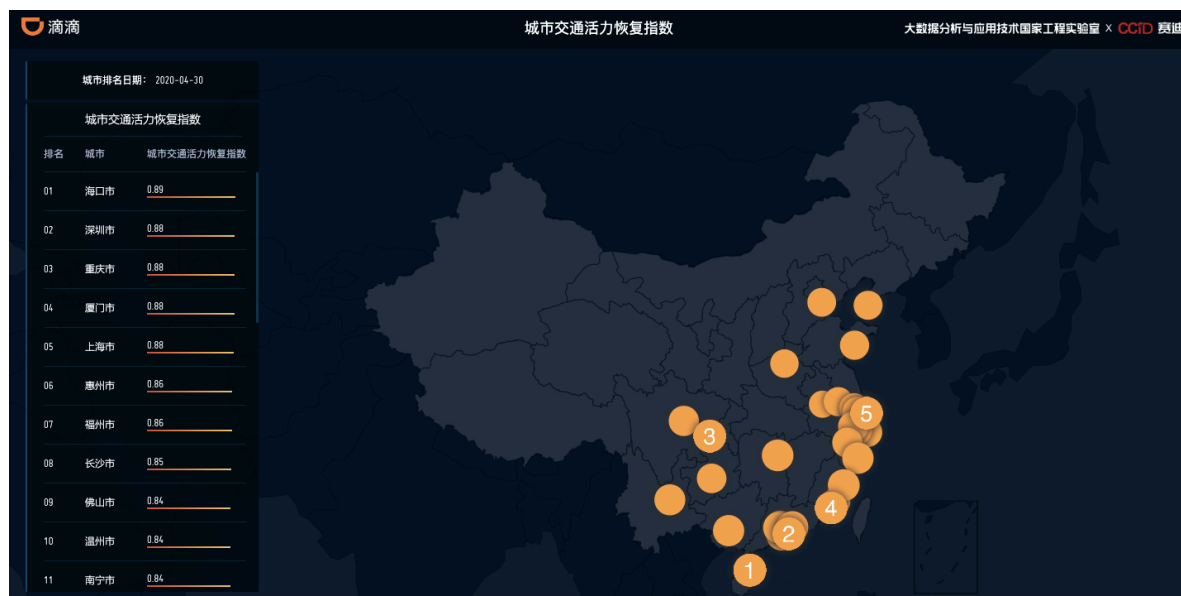 滴滴
城市交通活力恢复指数
大数据分析与应用技术国家工程实验室 × CCID 赛迪
城市排名日期： 2020-04-30
城市交通活力恢复指数
排名 城市 城市交通活力恢复指数
01 海口市 0.89
02 深圳市 0.88
03 重庆市 0.88
04 厦门市 0.88
05 上海市 0.88
06 惠州市 0.86
07 福州市 0.86
08 长沙市 0.85
09 佛山市 0.84
10 温州市 0.84
11 南宁市 0.84
5
3
4
2
1